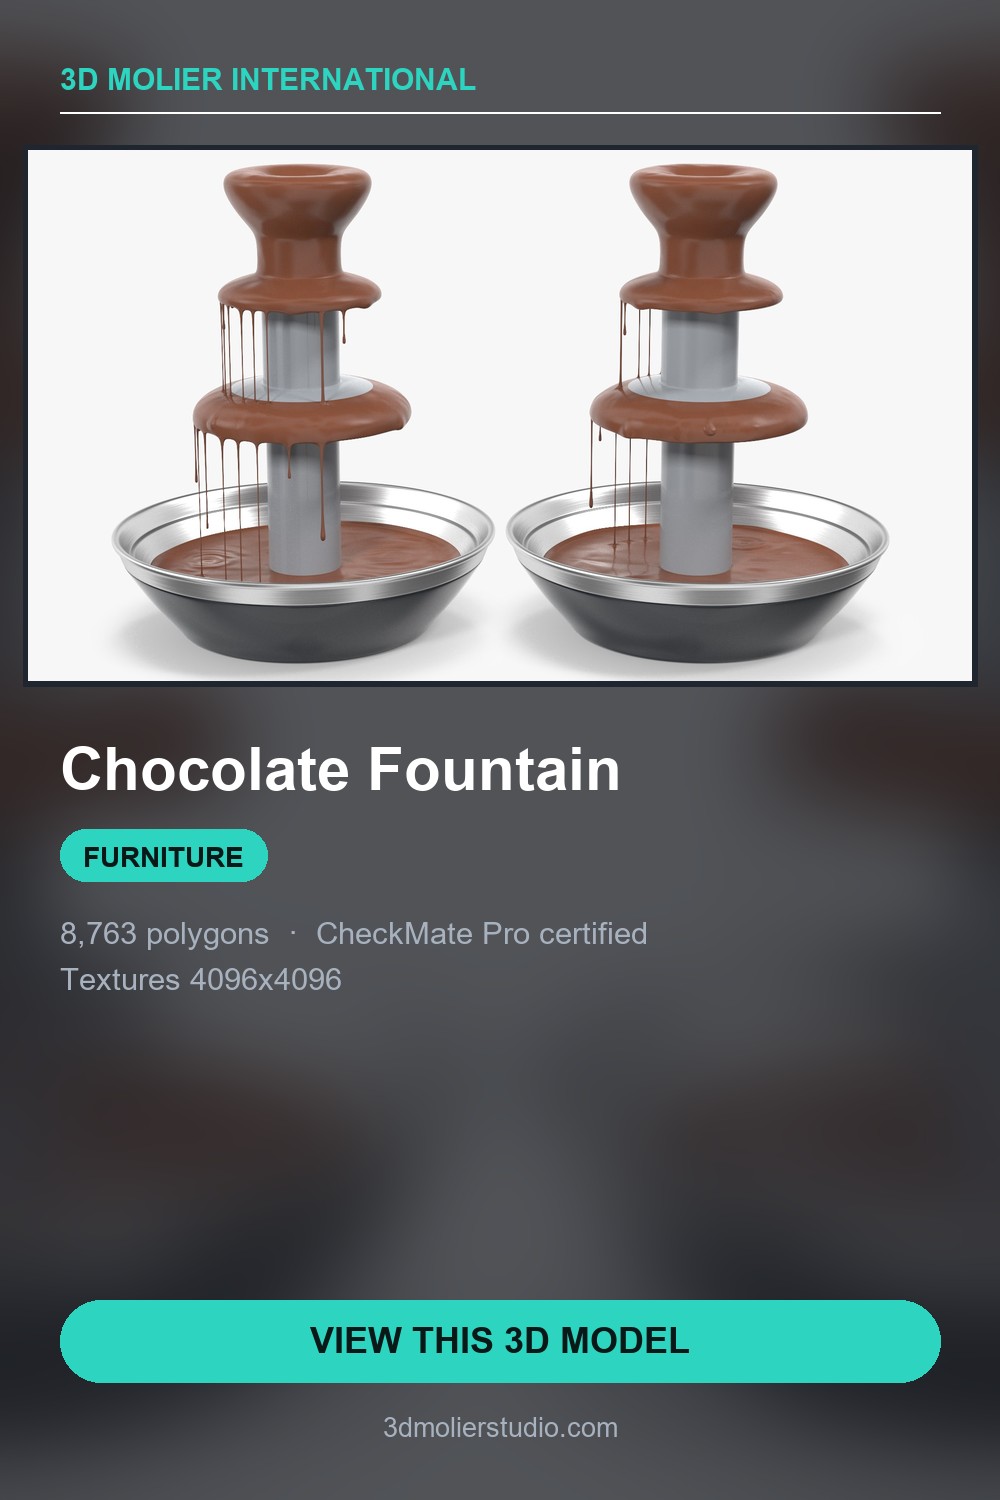 3D MOLIER INTERNATIONAL
Chocolate Fountain
FURNITURE
8,763 polygons · CheckMate Pro certified
Textures 4096x4096
VIEW THIS 3D MODEL
3dmolierstudio.com